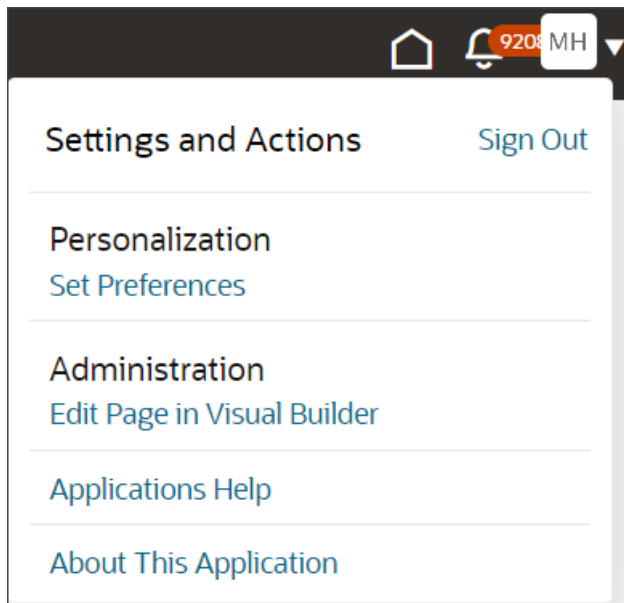 9208
MH
Settings and Actions
Sign Out
Personalization
Set Preferences
Administration
Edit Page in Visual Builder
Applications Help
About This Application